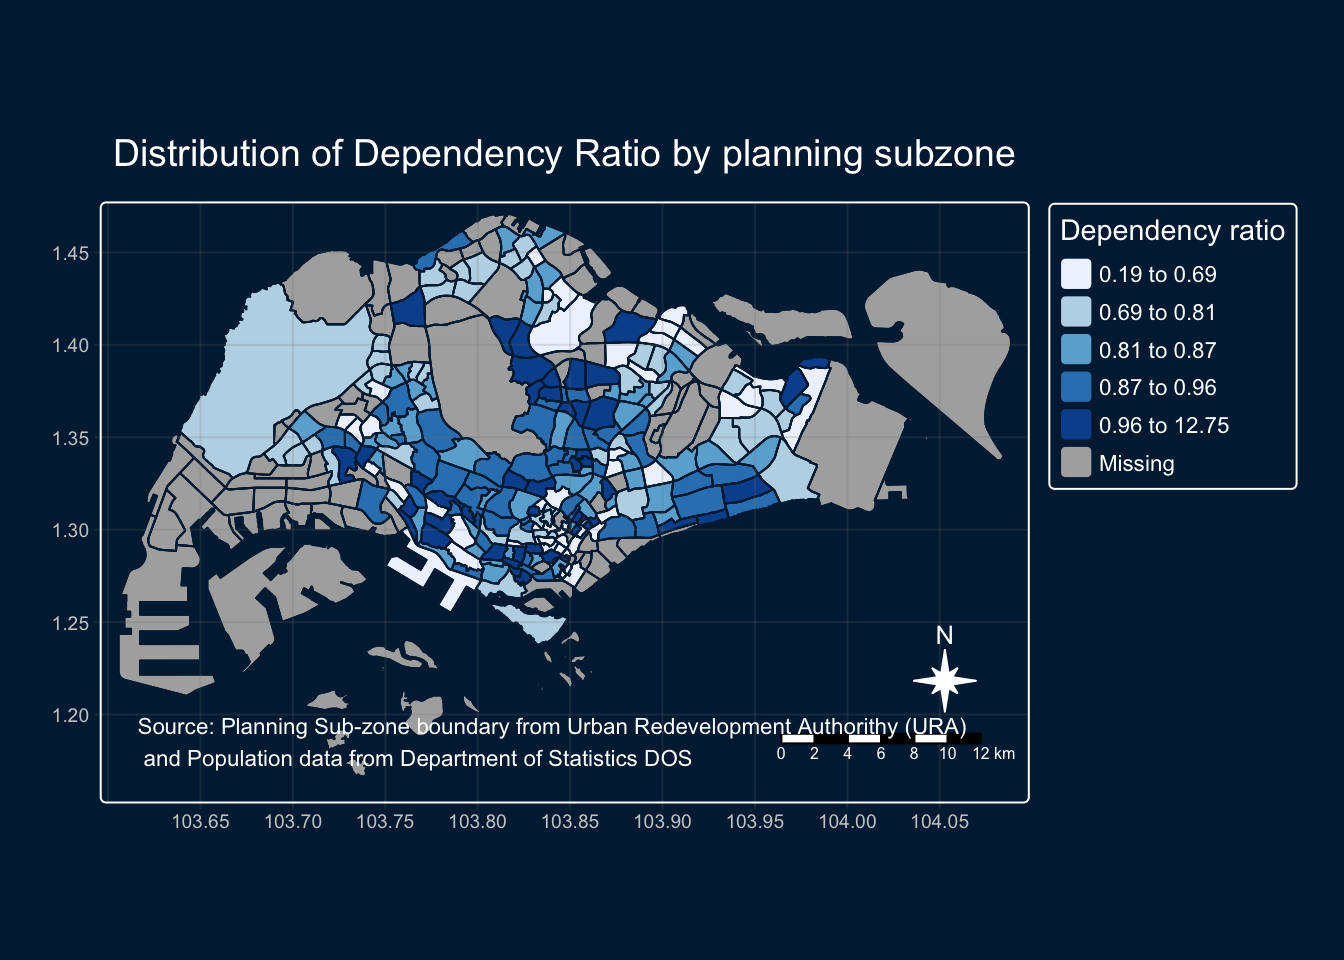 Distribution of Dependency Ratio by planning subzone
Dependency ratio
0.19 to 0.69
0.69 to 0.81
0.81 to 0.87
0.87 to 0.96
0.96 to 12.75
Missing
1.45
1.40
1.35
1.30
1.25
1.20
N
Source: Planning Sub-zone boundary from Urban Redevelopment Authorithy (URA)
and Population data from Department of Statistics DOS
0 2 4 6 8 10 12 km
103.65 103.70 103.75 103.80 103.85 103.90 103.95 104.00 104.05